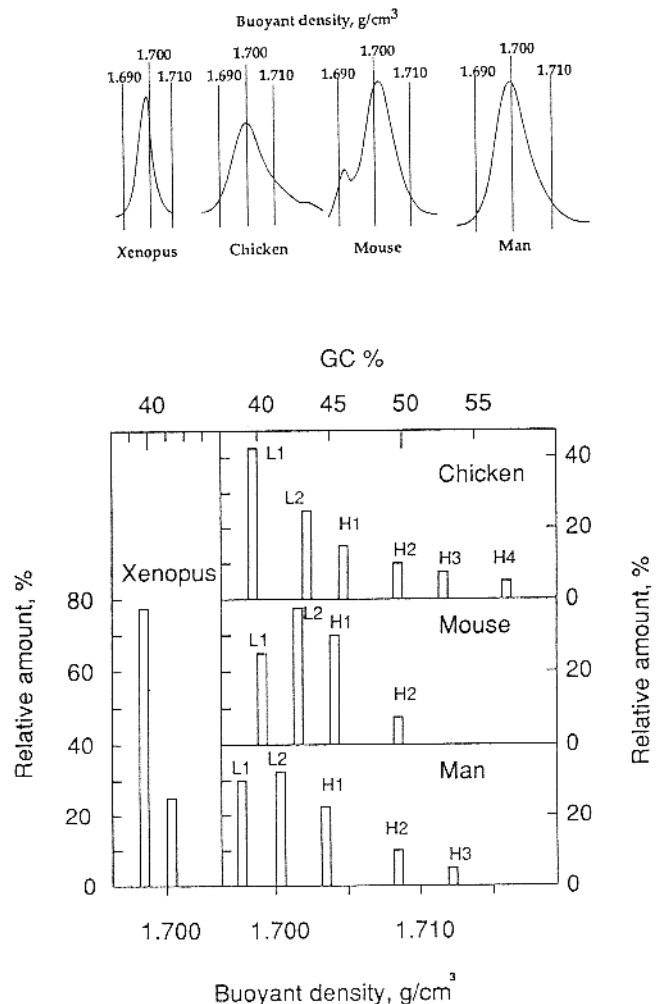 Buoyant density, g/cm³
1.700 1.700 1.700 1.700
1.690 1.710 1.690 1.710 1.690 1.710 1.690 1.710
Xenopus Chicken Mouse Man
GC %
40 40 45 50 55
L1 Chicken 40
L2
H1 20
H2 H3 H4
Xenopus 0
80 L2 Mouse
L1 H1
60 20
H2
40 0
L1 L2 Man
H1
20 20
H2
H3
0 0
Relative amount, %
Relative amount, %
1.700 1.700 1.710
Buoyant density, g/cm³